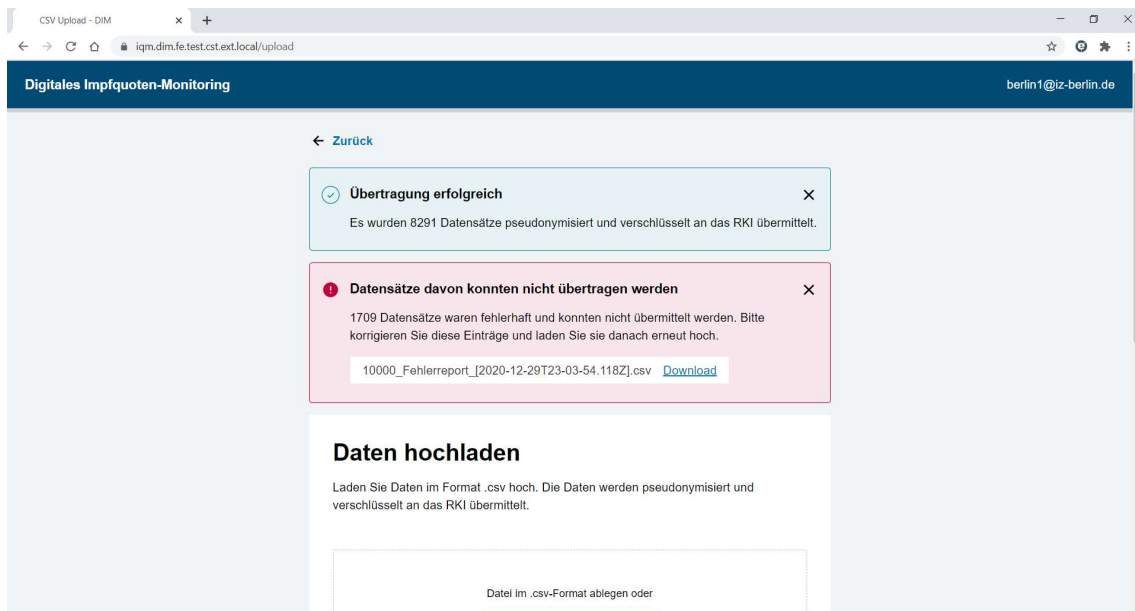 CSV Upload - DIM
iqm.dim.fe.test.cst.ext.local/upload
Digitales Impfquoten-Monitoring
berlin1@iz-berlin.de
Zurück
Übertragung erfolgreich
Es wurden 8291 Datensätze pseudonymisiert und verschlüsselt an das RKI übermittelt.
Datensätze davon konnten nicht übertragen werden
1709 Datensätze waren fehlerhaft und konnten nicht übermittelt werden. Bitte
korrigieren Sie diese Einträge und laden Sie sie danach erneut hoch.
10000_Fehlerreport_[2020-12-29T23-03-54.118Z].csv Download
Daten hochladen
Laden Sie Daten im Format .csv hoch. Die Daten werden pseudonymisiert und
verschlüsselt an das RKI übermittelt.
Datei im .csv-Format ablegen oder